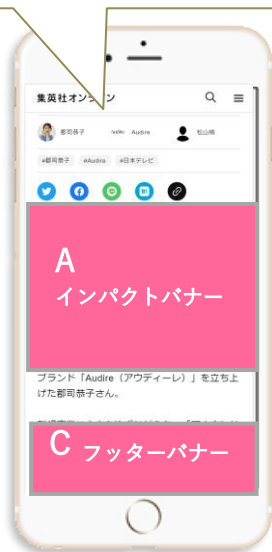 集英社オンライン
郡司恭子 Audire Audire 松山梢
#郡司恭子 #Audire #日本テレビ
A
インパクトバナー
ブランド「Audire（アウディーレ）」を立ち上
げた郡司恭子さん。
C フッターバナー